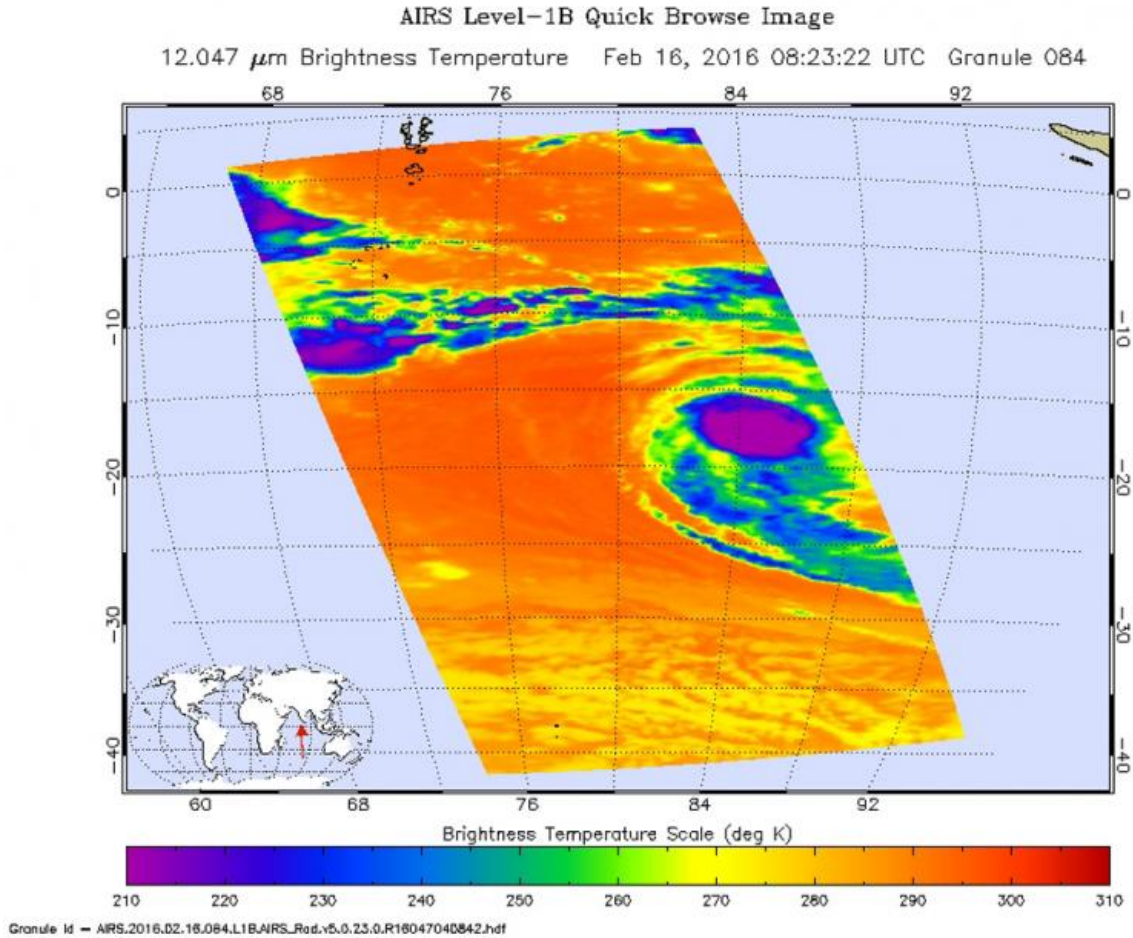 AIRS Level-1B Quick Browse Image
12.047 μm Brightness Temperature Feb 16, 2016 08:23:22 UTC Granule 084
68 76 84 92
0 0
-10 -10
-20 -20
-30 -30
-40 -40
60 68 76 84 92
Brightness Temperature Scale (deg K)
210 220 230 240 250 260 270 280 290 300 310
Granule Id - AIRS.2016.02.16.084.L1B.AIRS_Rad.v5.0.23.0.R16047040842.hdf